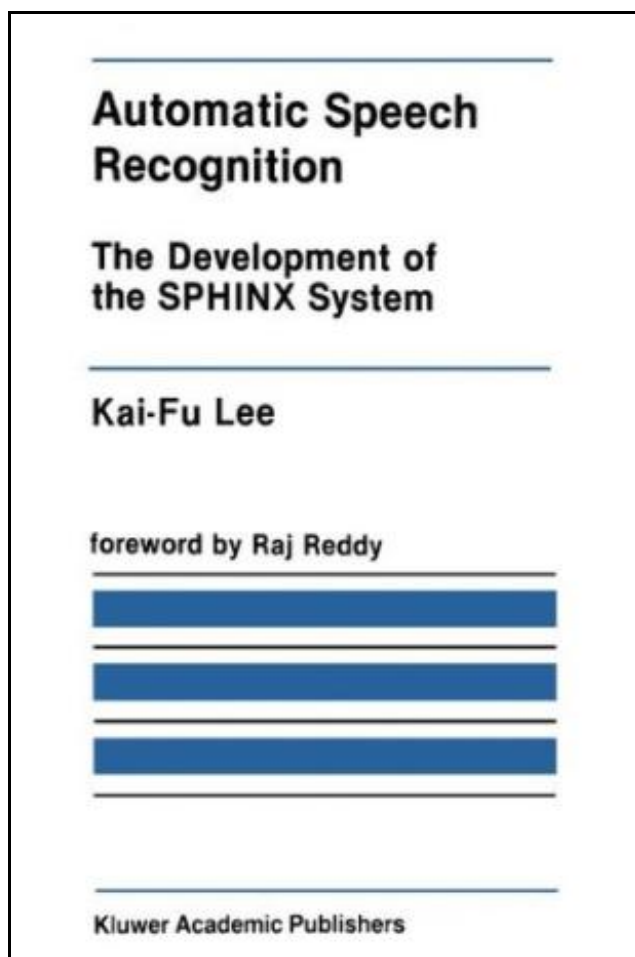 Automatic Speech
Recognition
The Development of
the SPHINX System
Kai-Fu Lee
foreword by Raj Reddy
Kluwer Academic Publishers